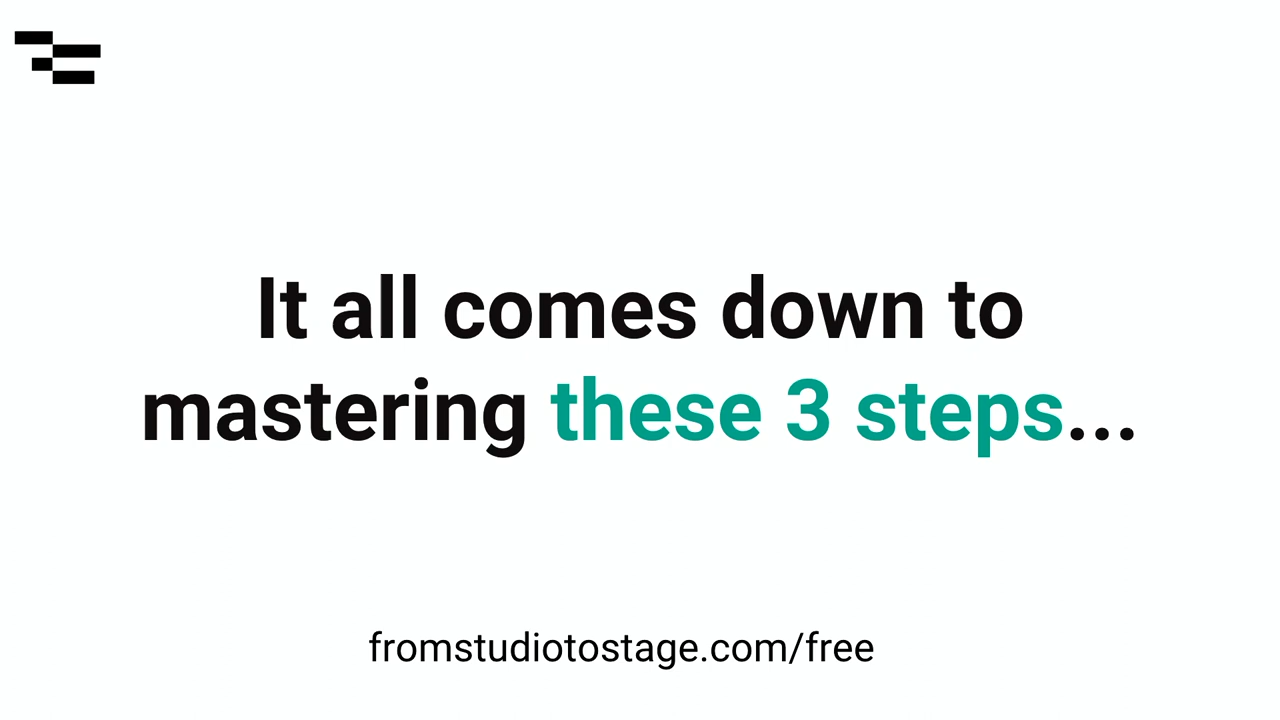 It all comes down to
mastering these 3 steps...
fromstudiotostage.com/free